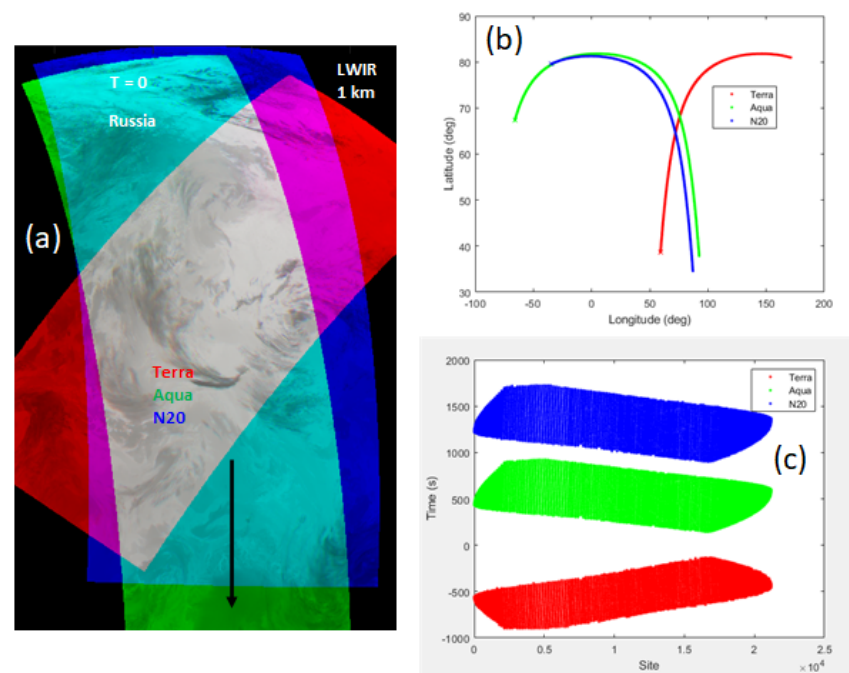 (a)
T = 0
Russia
LWIR
1 km
Terra
Aqua
N20
(b)
90
80
70
60
50
40
30
Latitude (deg)
-100
-50
0
50
100
150
200
Longitude (deg)
Terra
Aqua
N20
(c)
2000
1500
1000
500
0
-500
-1000
Time (s)
0
0.5
1
1.5
2
2.5
Site
× 10⁴
Terra
Aqua
N20